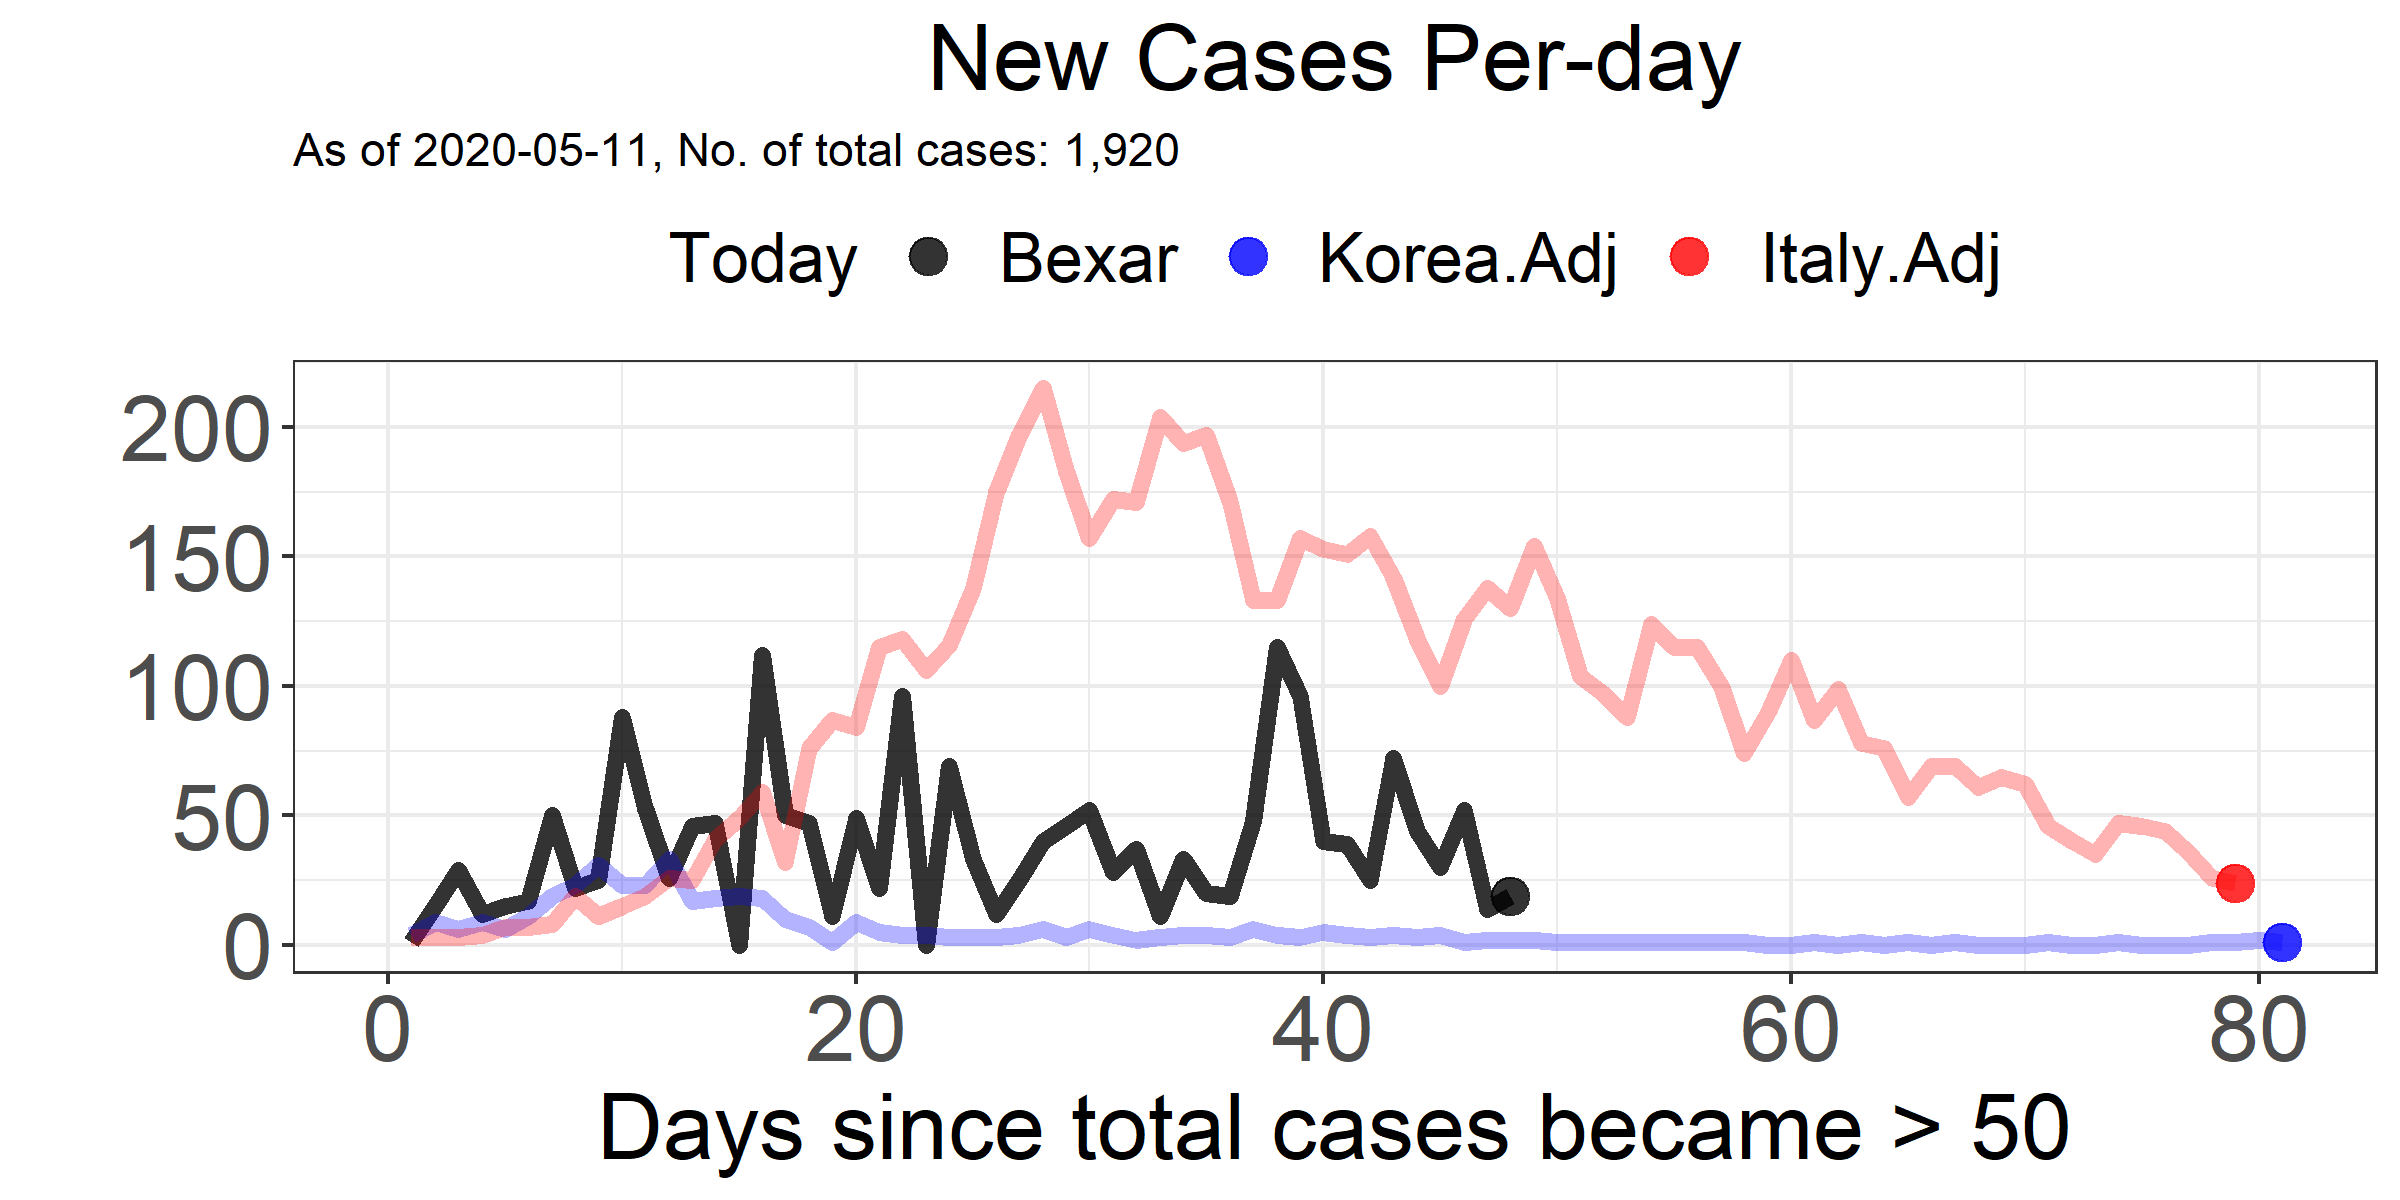 New Cases Per-day
As of 2020-05-11, No. of total cases: 1,920
Today Bexar Korea.Adj Italy.Adj
200
150
100
50
0
0 20 40 60 80
Days since total cases became > 50